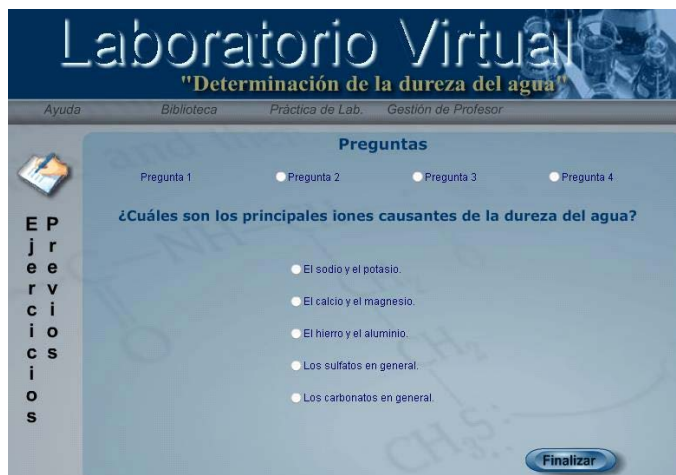 Laboratorio Virtual
"Determinación de la dureza del agua"
Ayuda Biblioteca Práctica de Lab. Gestión de Profesor
Preguntas
Pregunta 1 Pregunta 2 Pregunta 3 Pregunta 4
Ejercicios Previos
¿Cuáles son los principales iones causantes de la dureza del agua?
El sodio y el potasio.
El calcio y el magnesio.
El hierro y el aluminio.
Los sulfatos en general.
Los carbonatos en general.
Finalizar